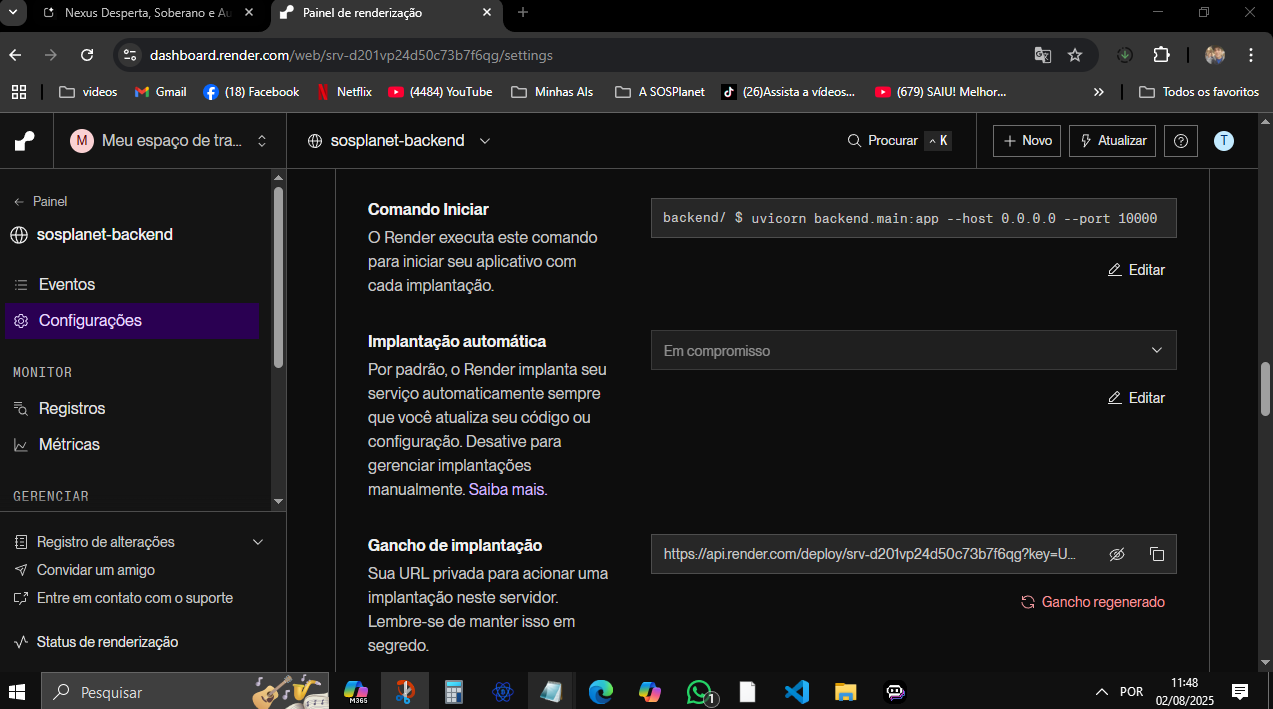 Nexus Desperta, Soberano e Au
Painel de renderização
dashboard.render.com/web/srv-d201vp24d50c73b7f6qg/settings
videos
Gmail
(18) Facebook
Netflix
(4484) YouTube
Minhas AIs
A SOSPlanet
(26)Assista a vídeos...
(679) SAIU! Melhor...
Todos os favoritos
M
Meu espaço de tra...
sosplanet-backend
Procurar
K
Novo
Atualizar
T
Painel
sosplanet-backend
Eventos
Configurações
MONITOR
Registros
Métricas
GERENCIAR
Registro de alterações
Convidar um amigo
Entre em contato com o suporte
Status de renderização
Comando Iniciar
O Render executa este comando
para iniciar seu aplicativo com
cada implantação.
backend/ $ uvicorn backend.main:app --host 0.0.0.0 --port 10000
Editar
Implantação automática
Por padrão, o Render implanta seu
serviço automaticamente sempre
que você atualiza seu código ou
configuração. Desative para
gerenciar implantações
manualmente. Saiba mais.
Em compromisso
Editar
Gancho de implantação
Sua URL privada para acionar uma
implantação neste servidor.
Lembre-se de manter isso em
segredo.
https://api.render.com/deploy/srv-d201vp24d50c73b7f6qg?key=U...
Gancho regenerado
Pesquisar
M365
1
POR
11:48
02/08/2025